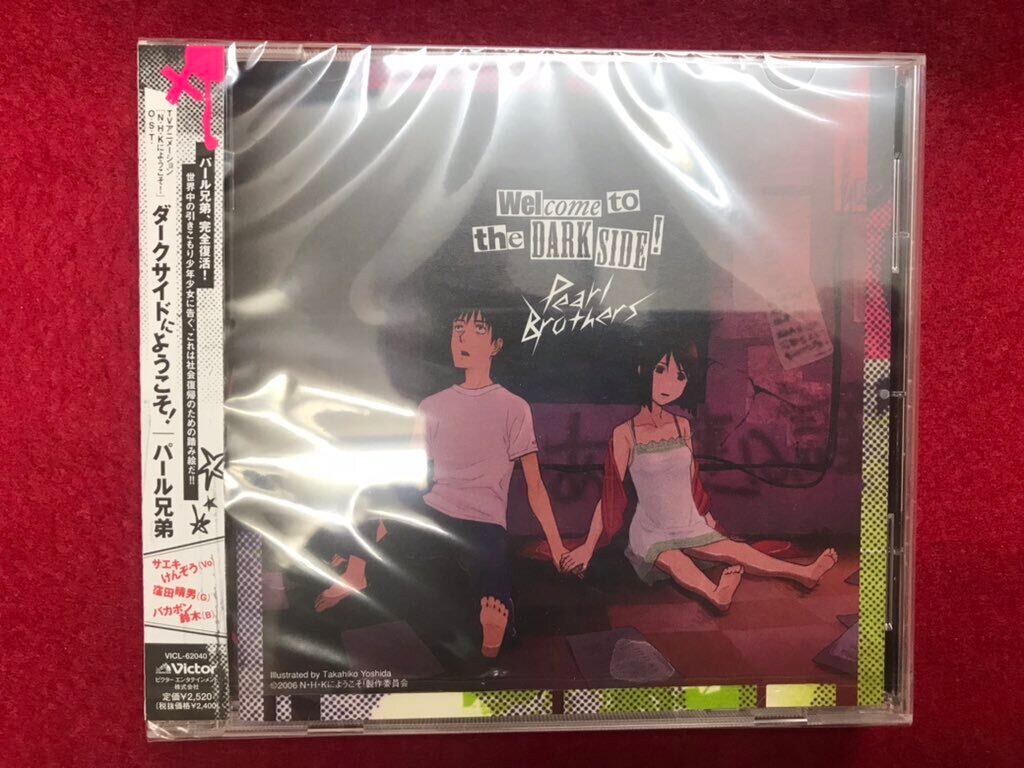 TVアニメーション
「N・H・Kにようこそ!」
OST
ダークサイドにようこそ!
パール兄弟
パール兄弟、完全復活!
世界中の引きこもり少年少女に告ぐ、これは社会復帰のための踏み絵だ!!
サエキ
けんぞう(Vo)
窪田晴男(G)
バカボン
鈴木(B)
VICL-62040
Victor
ビクターエンタテインメント
株式会社
定価¥2,520
(税抜価格¥2,400)
Welcome to
the DARK SIDE!
Pearl
Brothers
Illustrated by Takahiko Yoshida
©2006 N・H・Kにようこそ!製作委員会